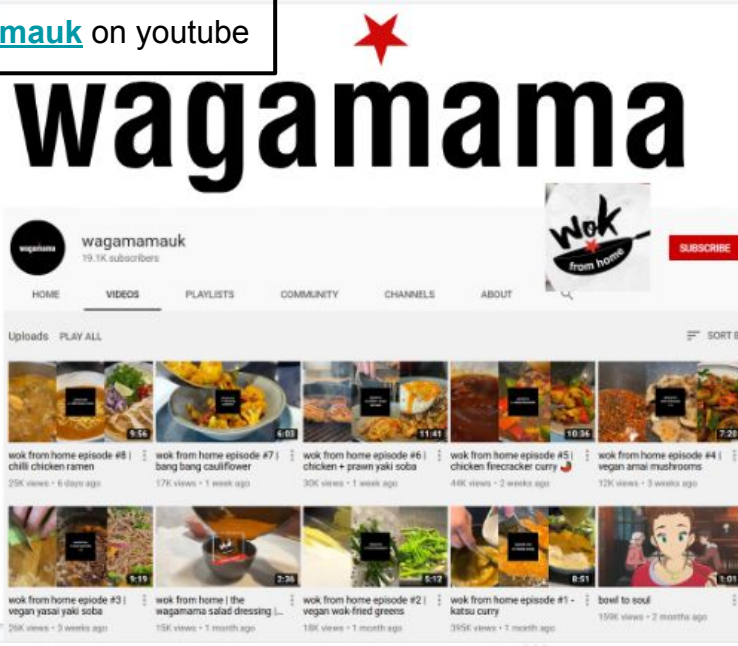 mauk on youtube
wagamama
wok
from home
wagamama
wagamamauk
19.1K subscribers
SUBSCRIBE
HOME VIDEOS PLAYLISTS COMMUNITY CHANNELS ABOUT
Uploads PLAY ALL
SORT B
9:56
6:03
11:41
10:36
7:20
wok from home episode #8 |
chilli chicken ramen
25K views • 6 days ago
wok from home episode #7 |
bang bang cauliflower
17K views • 1 week ago
wok from home episode #6 |
chicken + prawn yaki soba
30K views • 1 week ago
wok from home episode #5 |
chicken firecracker curry 🌶
44K views • 2 weeks ago
wok from home episode #4 |
vegan amai mushrooms
12K views • 3 weeks ago
9:19
wok
2:36
5:12
8:51
1:01
wok from home episode #3 |
vegan yasai yaki soba
26K views • 3 weeks ago
wok from home | the
wagamama salad dressing |...
15K views • 1 month ago
wok from home episode #2 |
vegan wok-fried greens
18K views • 1 month ago
wok from home episode #1 -
katsu curry
395K views • 1 month ago
bowl to soul
159K views • 2 months ago